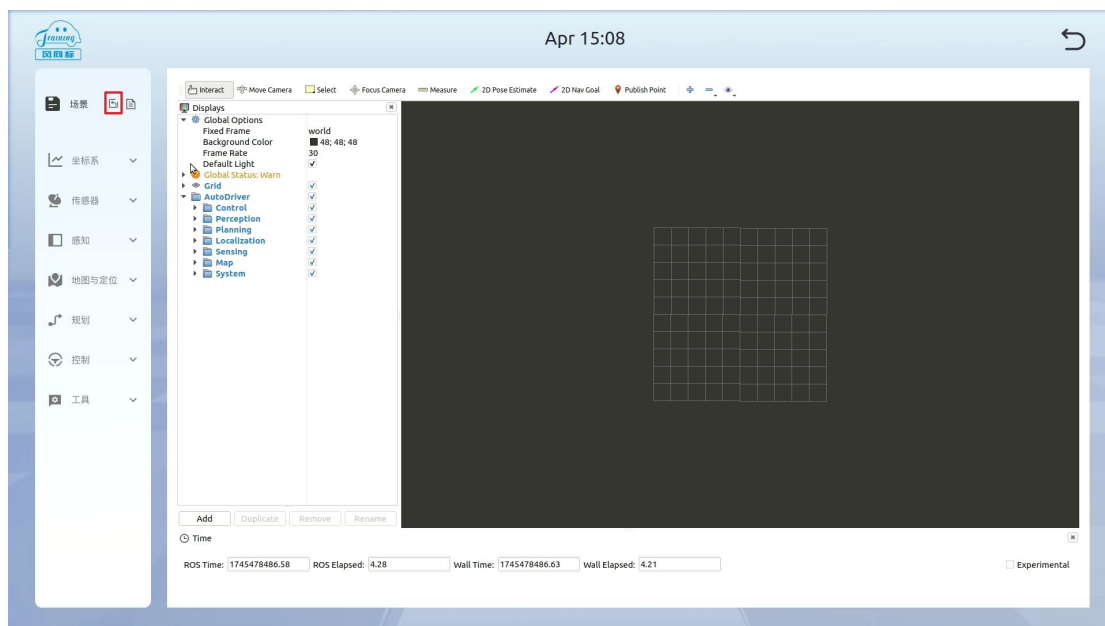 Training
风向标
Apr 15:08
场景
坐标系
传感器
感知
地图与定位
规划
控制
工具
Interact Move Camera Select Focus Camera Measure 2D Pose Estimate 2D Nav Goal Publish Point
Displays
Global Options
Fixed Frame world
Background Color 48; 48; 48
Frame Rate 30
Default Light
Global Status: Warn
Grid
AutoDriver
Control
Perception
Planning
Localization
Sensing
Map
System
Add Duplicate Remove Rename
Time
ROS Time: 1745478486.58 ROS Elapsed: 4.28 Wall Time: 1745478486.63 Wall Elapsed: 4.21 Experimental